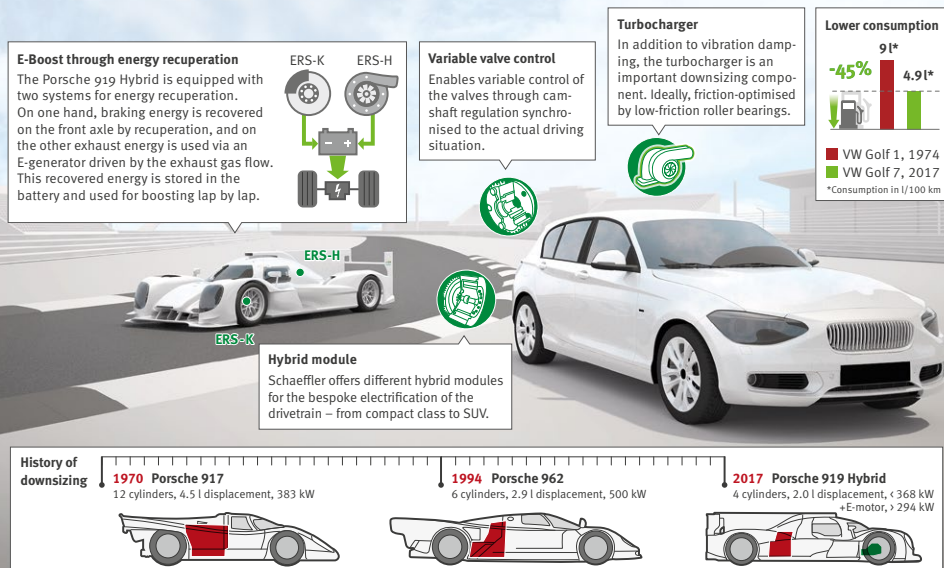 E-Boost through energy recuperation
The Porsche 919 Hybrid is equipped with
two systems for energy recuperation.
On one hand, braking energy is recovered
on the front axle by recuperation, and on
the other exhaust energy is used via an
E-generator driven by the exhaust gas flow.
This recovered energy is stored in the
battery and used for boosting lap by lap.
ERS-K
ERS-H
− +
Variable valve control
Enables variable control of
the valves through cam-
shaft regulation synchro-
nised to the actual driving
situation.
Turbocharger
In addition to vibration damp-
ing, the turbocharger is an
important downsizing compo-
nent. Ideally, friction-optimised
by low-friction roller bearings.
Lower consumption
9 l*
-45%
4.9 l*
VW Golf 1, 1974
VW Golf 7, 2017
*Consumption in l/100 km
ERS-H
ERS-K
Hybrid module
Schaeffler offers different hybrid modules
for the bespoke electrification of the
drivetrain – from compact class to SUV.
History of
downsizing
1970 Porsche 917
12 cylinders, 4.5 l displacement, 383 kW
1994 Porsche 962
6 cylinders, 2.9 l displacement, 500 kW
2017 Porsche 919 Hybrid
4 cylinders, 2.0 l displacement, < 368 kW
+E-motor, > 294 kW